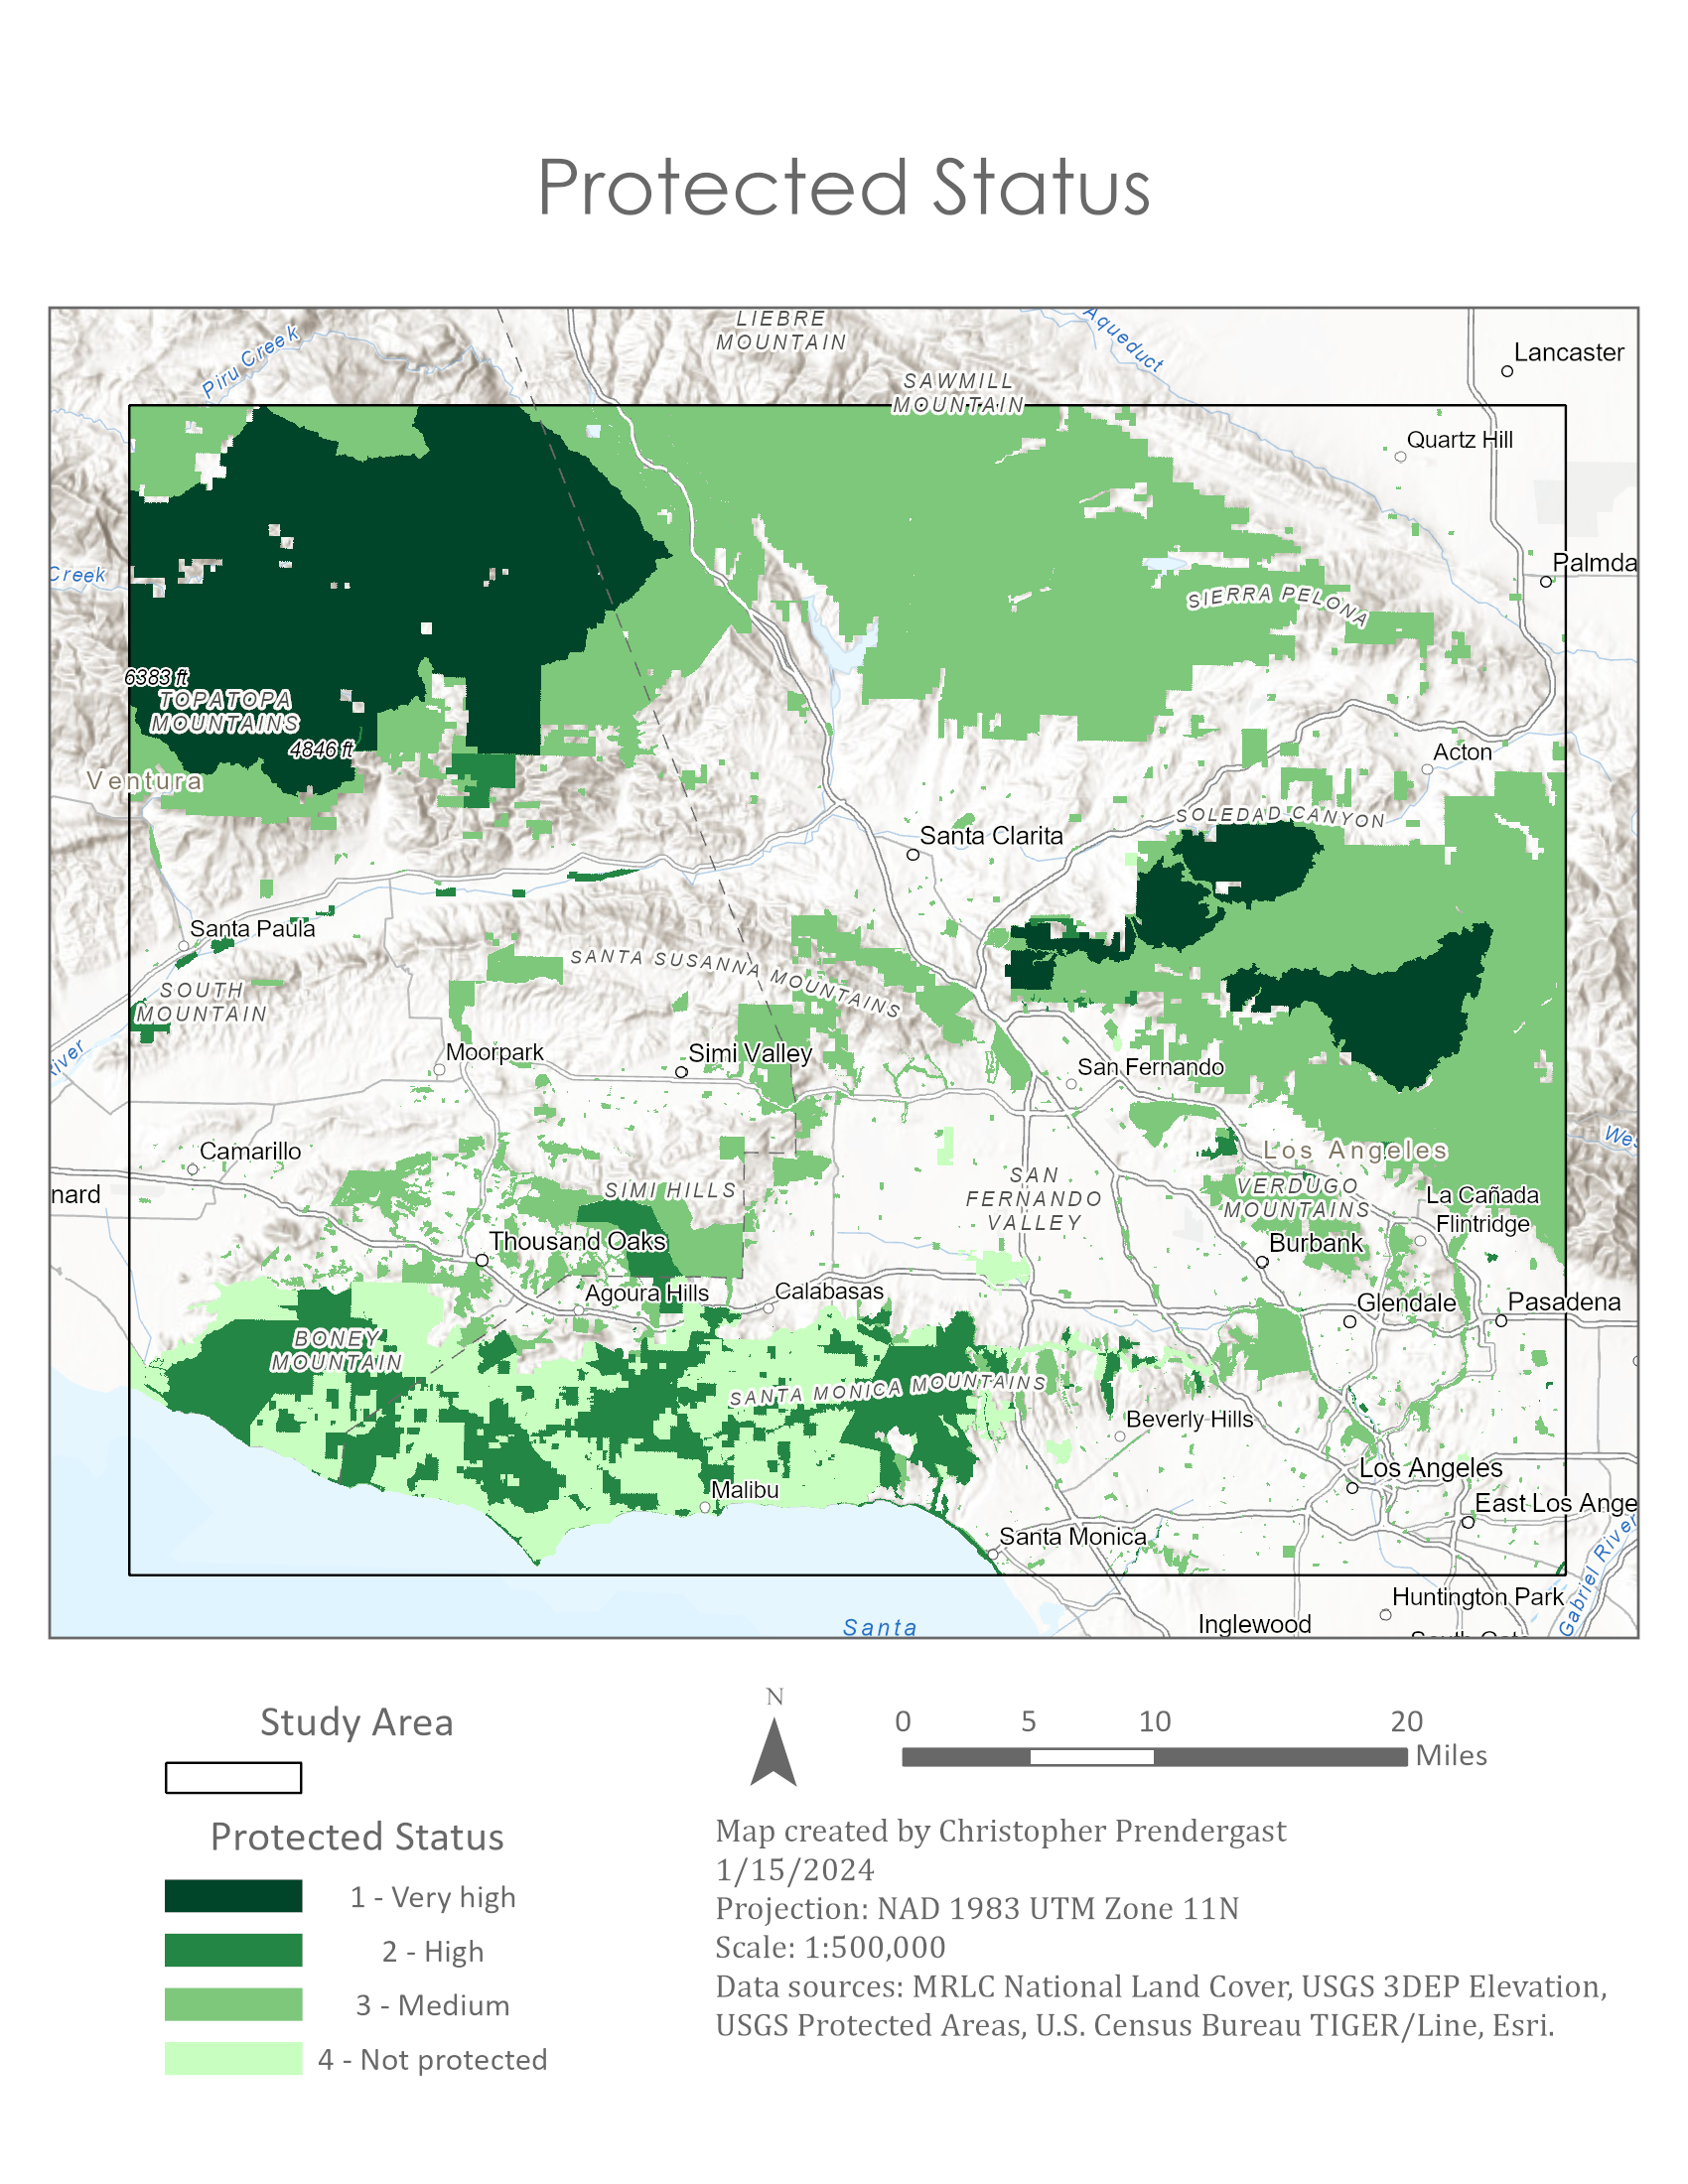 Protected Status
LIEBRE
MOUNTAIN
Aqueduct
Piru Creek
Lancaster
SAWMILL
MOUNTAIN
Quartz Hill
Palmda
Creek
SIERRA PELONA
6383 ft
TOPATOPA
MOUNTAINS
4846 ft
Acton
Ventura
SOLEDAD CANYON
Santa Clarita
Santa Paula
SANTA SUSANNA MOUNTAINS
SOUTH
MOUNTAIN
River
Moorpark
Simi Valley
San Fernando
Camarillo
Los Angeles
Wes
nard
SIMI HILLS
SAN
FERNANDO
VALLEY
VERDUGO
MOUNTAINS
La Cañada
Flintridge
Thousand Oaks
Burbank
Agoura Hills
Calabasas
Glendale
Pasadena
BONEY
MOUNTAIN
SANTA MONICA MOUNTAINS
Beverly Hills
Malibu
Los Angeles
East Los Ange
Santa Monica
Gabriel River
Huntington Park
Santa
Inglewood
South Gate
Study Area
N
0 5 10 20
Miles
Protected Status
1 - Very high
2 - High
3 - Medium
4 - Not protected
Map created by Christopher Prendergast
1/15/2024
Projection: NAD 1983 UTM Zone 11N
Scale: 1:500,000
Data sources: MRLC National Land Cover, USGS 3DEP Elevation,
USGS Protected Areas, U.S. Census Bureau TIGER/Line, Esri.